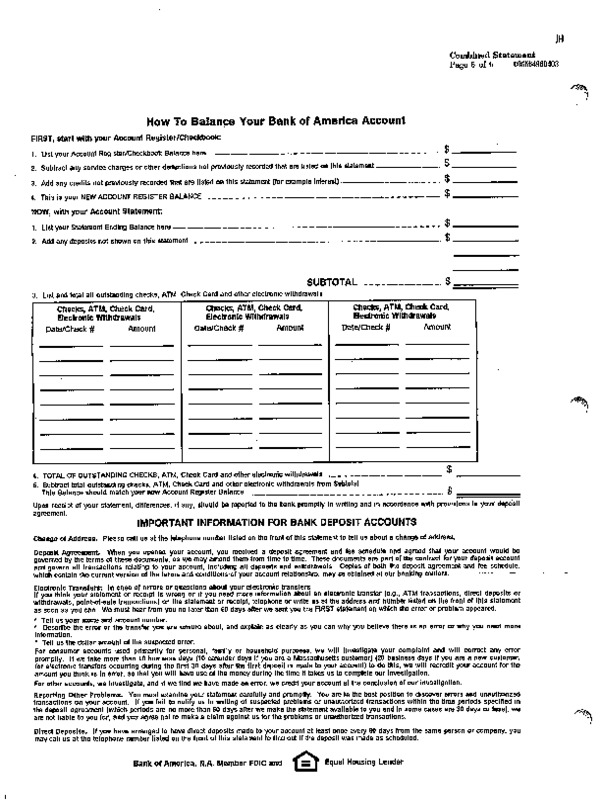 Combined Statement
Page 5 of 6
How To Balance Your Bank of America Account
FIRST, start with your Account Register/Checkbook:
1. List your Account Register/Checkbook Balance here $
2. Subtract any service charges or other deductions not previously recorded that are listed on this statement $
3. Add any credits not previously recorded that are listed on this statement (for example interest) $
4. This is your NEW ACCOUNT REGISTER BALANCE $
NOW, with your Account Statement:
1. List your Statement Ending Balance here $
2. Add any deposits not shown on this statement $
SUBTOTAL $
3. List and total all outstanding checks, ATM, Check Card and other electronic withdrawals
Checks, ATM, Check Card, Checks, ATM, Check Card, Checks, ATM, Check Card,
Electronic Withdrawals Electronic Withdrawals Electronic Withdrawals
Date/Check # Amount Date/Check # Amount Date/Check # Amount
4. TOTAL OF OUTSTANDING CHECKS, ATM, Check Card and other electronic withdrawals $
5. Subtract total outstanding checks, ATM, Check Card and other electronic withdrawals from Subtotal
This Balance should match your new Account Register Balance $
Upon receipt of your statement, differences, if any, should be reported to the bank promptly in writing and in accordance with provisions in your deposit
agreement.
IMPORTANT INFORMATION FOR BANK DEPOSIT ACCOUNTS
Change of Address. Please call us at the telephone number listed on the front of this statement to tell us about a change of address.
Deposit Agreement. When you opened your account, you received a deposit agreement and fee schedule and agreed that your account would be
governed by the terms of these documents, as we may amend them from time to time. These documents are part of the contract for your deposit account
and govern all transactions relating to your account, including all deposits and withdrawals. Copies of both the deposit agreement and fee schedule,
which contain the current version of the terms and conditions of your account relationship, may be obtained at our banking centers.
Electronic Transfers: In case of errors or questions about your electronic transfers
If you think your statement or receipt is wrong or if you need more information about an electronic transfer (e.g., ATM transactions, direct deposits or
withdrawals, point-of-sale transactions) on the statement or receipt, telephone or write us at the address and number listed on the front of this statement
as soon as you can. We must hear from you no later than 60 days after we sent you the FIRST statement on which the error or problem appeared.
* Tell us your name and account number.
* Describe the error or the transfer you are unsure about, and explain as clearly as you can why you believe there is an error or why you need more
information.
* Tell us the dollar amount of the suspected error.
For consumer accounts used primarily for personal, family or household purposes, we will investigate your complaint and will correct any error
promptly. If we take more than 10 business days (10 calendar days if you are a Massachusetts customer) (20 business days if you are a new customer,
for electronic transfers occurring during the first 30 days after the first deposit is made to your account) to do this, we will recredit your account for the
amount you think is in error, so that you will have use of the money during the time it takes us to complete our investigation.
For other accounts, we investigate, and if we find we have made an error, we credit your account at the conclusion of our investigation.
Reporting Other Problems. You must examine your statement carefully and promptly. You are in the best position to discover errors and unauthorized
transactions on your account. If you fail to notify us in writing of suspected problems or unauthorized transactions within the time periods specified in
the deposit agreement (which periods are no more than 60 days after we make the statement available to you and in some cases are 30 days or less), we
are not liable to you for, and you agree not to make a claim against us for the problems or unauthorized transactions.
Direct Deposits. If you have arranged to have direct deposits made to your account at least once every 60 days from the same person or company, you
may call us at the telephone number listed on the front of this statement to find out if the deposit was made as scheduled.
Bank of America, N.A. Member FDIC and Equal Housing Lender